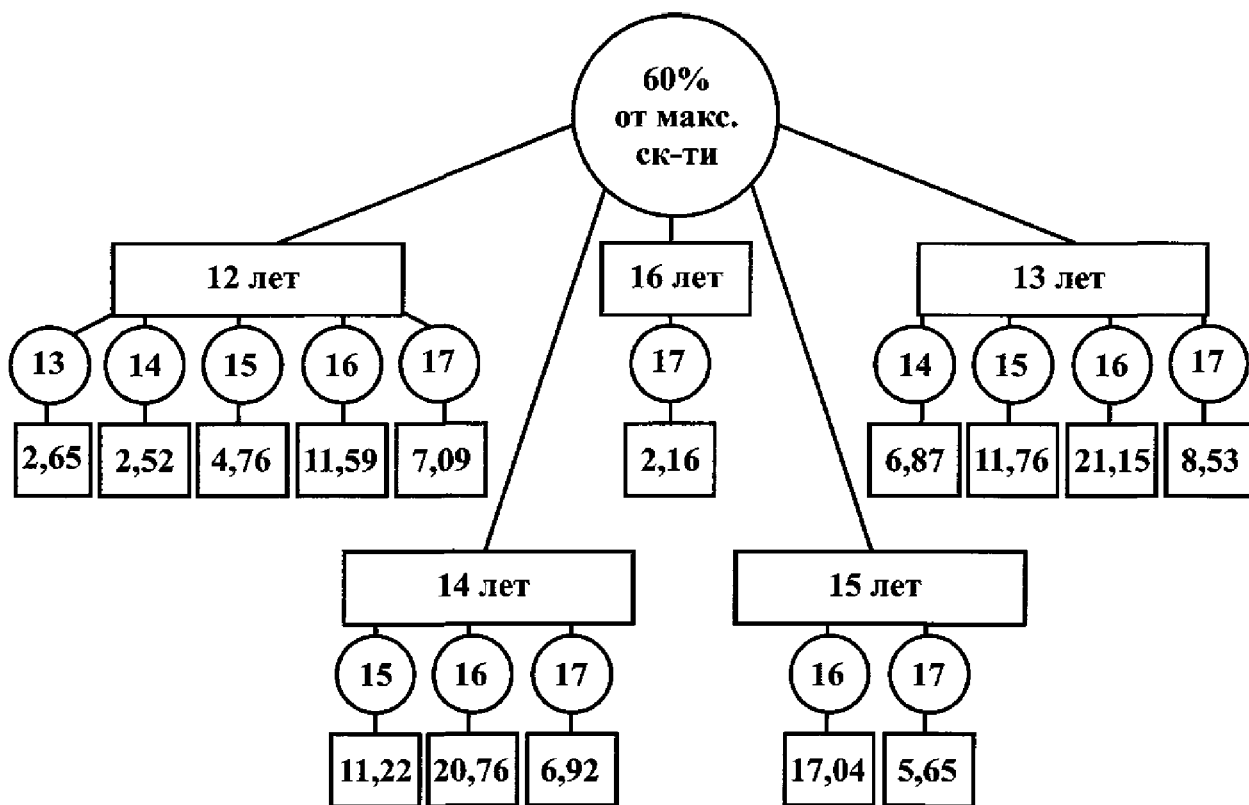 60%
от макс.
ск-ти
12 лет
16 лет
13 лет
13 14 15 16 17
17
14 15 16 17
2,65 2,52 4,76 11,59 7,09
2,16
6,87 11,76 21,15 8,53
14 лет
15 лет
15 16 17
16 17
11,22 20,76 6,92
17,04 5,65